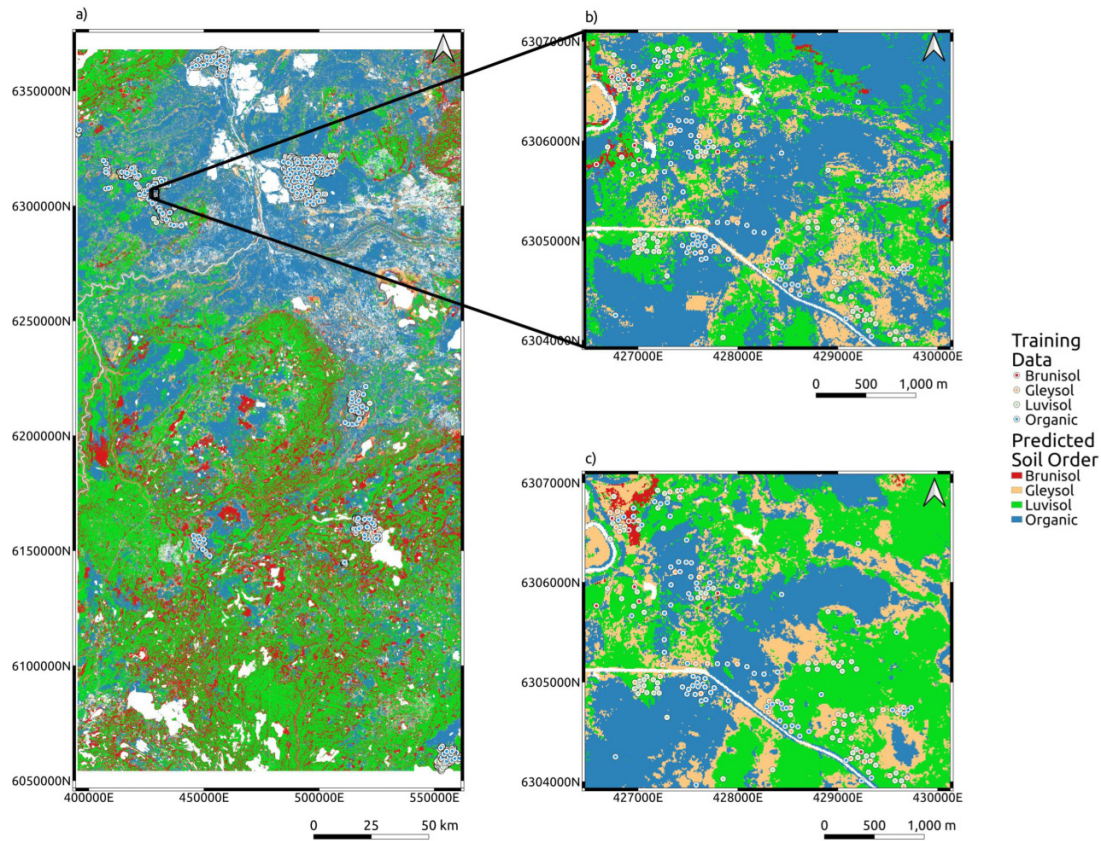 a)
6350000N
6300000N
6250000N
6200000N
6150000N
6100000N
6050000N
400000E 450000E 500000E 550000E
0 25 50 km
b)
6307000N
6306000N
6305000N
6304000N
427000E 428000E 429000E 430000E
0 500 1,000 m
Training
Data
Brunisol
Gleysol
Luvisol
Organic
Predicted
Soil Order
Brunisol
Gleysol
Luvisol
Organic
c)
6307000N
6306000N
6305000N
6304000N
427000E 428000E 429000E 430000E
0 500 1,000 m